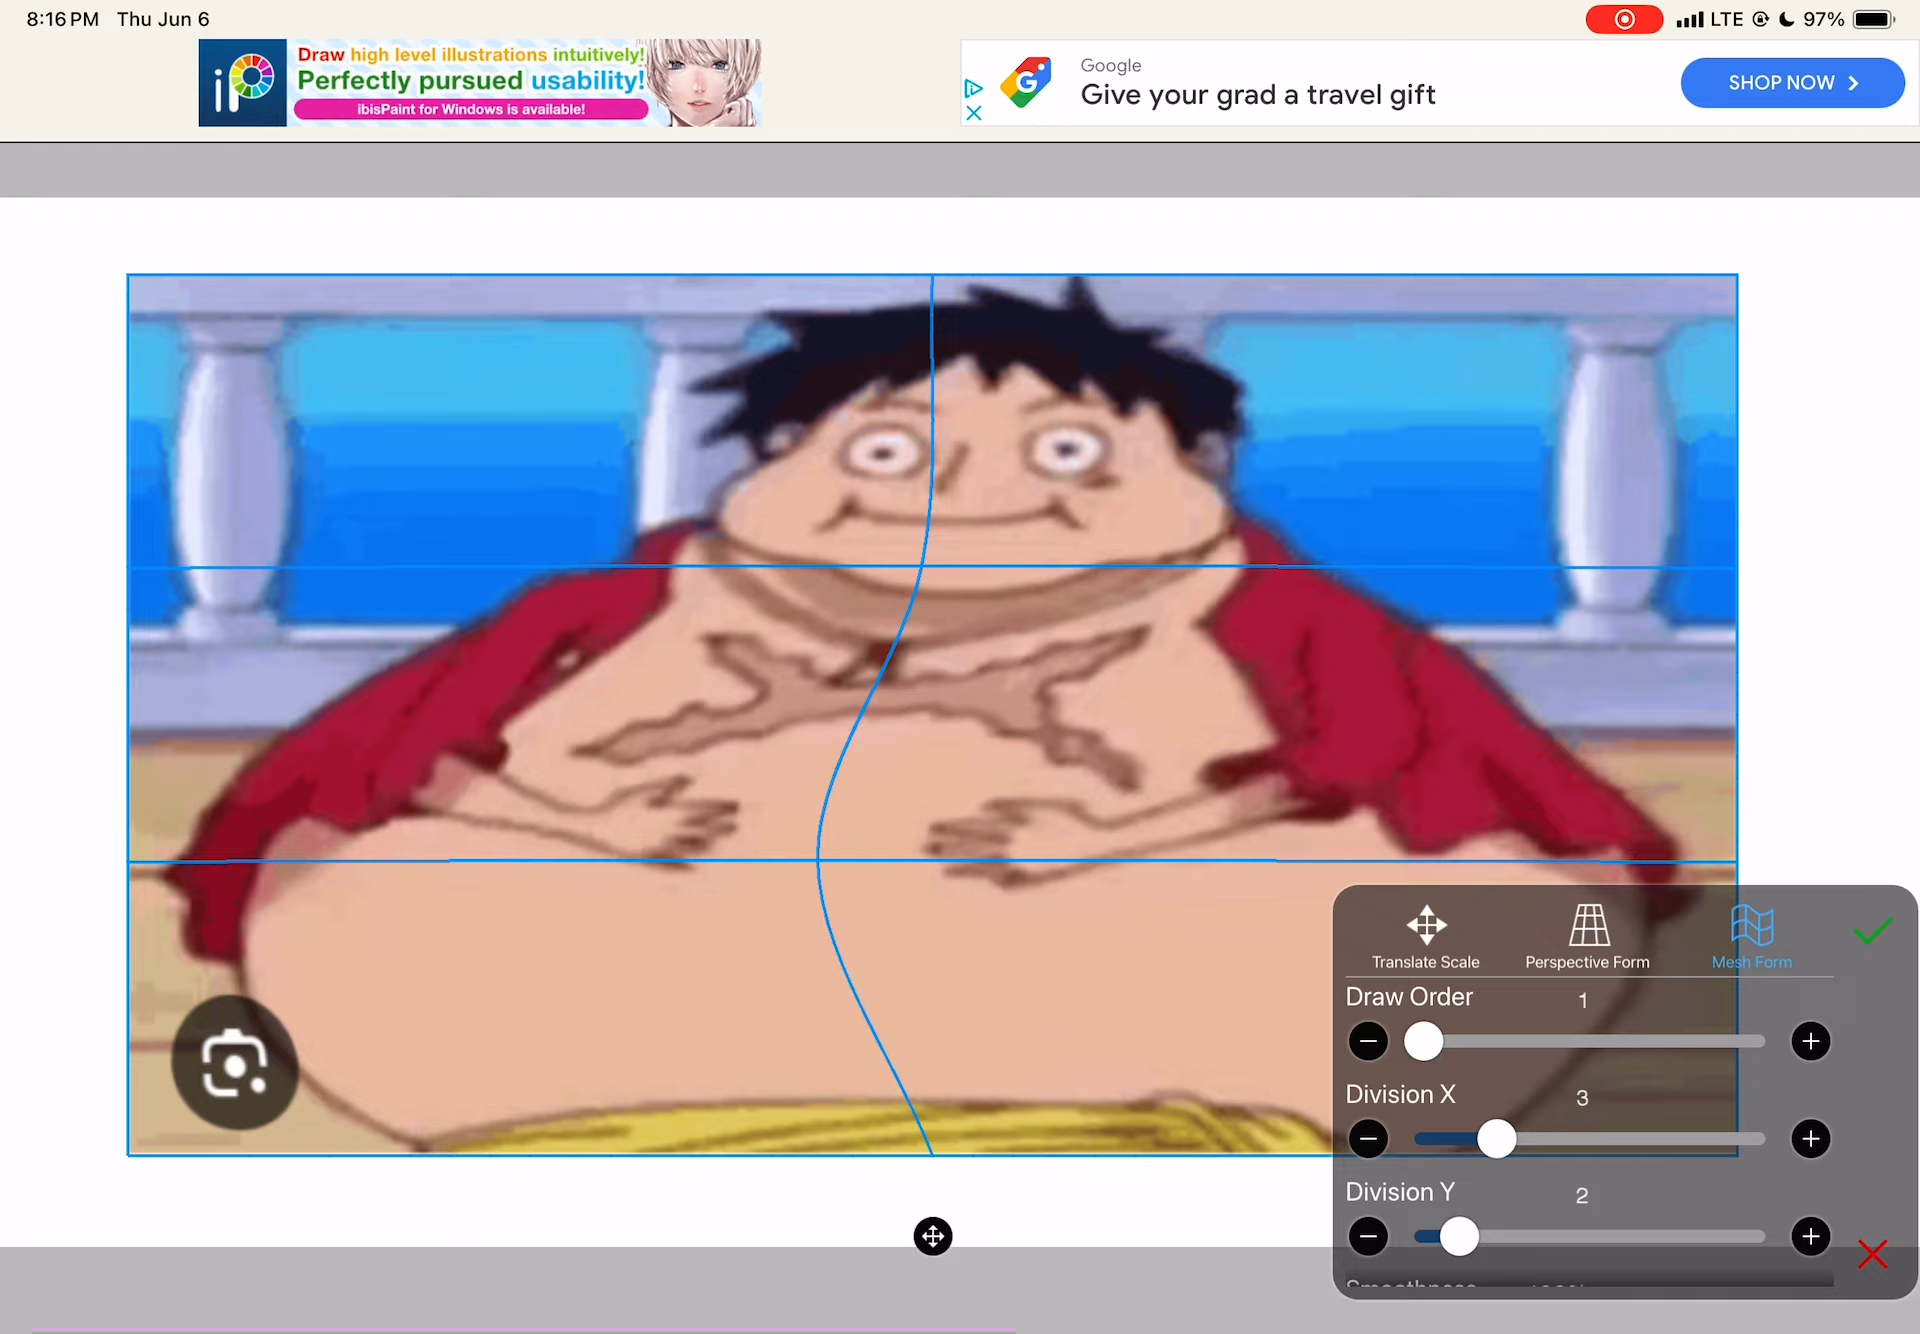 8:16 PM Thu Jun 6
LTE 97%
iP
Draw high level illustrations intuitively!
Perfectly pursued usability!
ibisPaint for Windows is available!
Google
Give your grad a travel gift
SHOP NOW
G
Translate Scale Perspective Form Mesh Form
Draw Order 1
Division X 3
Division Y 2
Smoothness